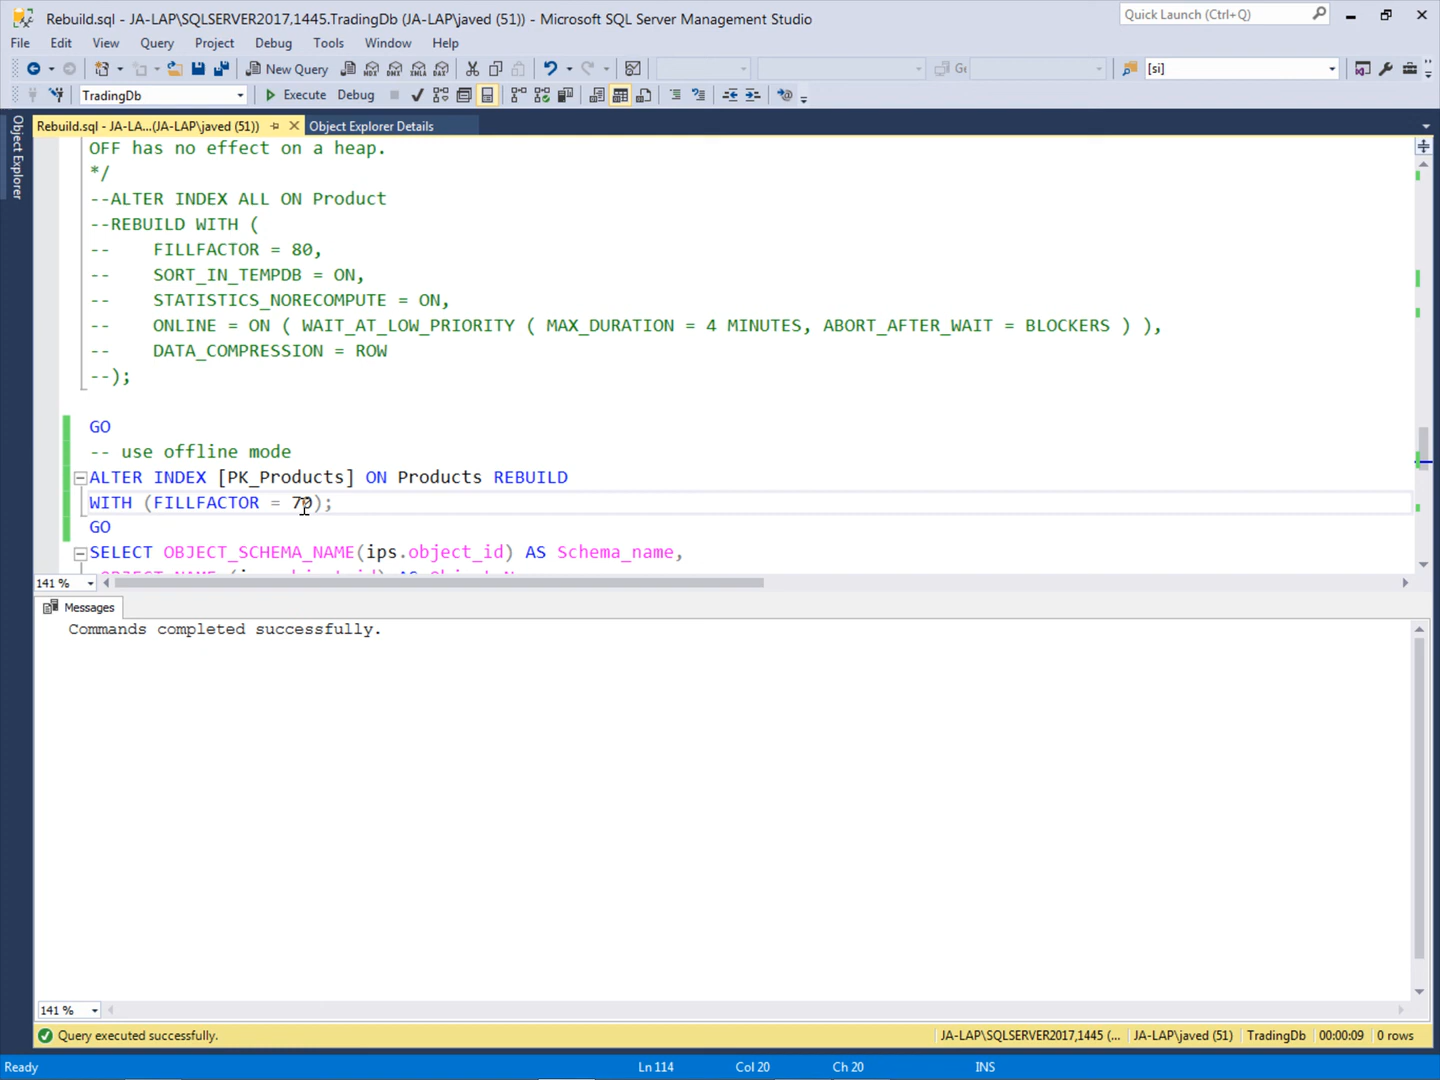 Rebuild.sql - JA-LAP\SQLSERVER2017,1445.TradingDb (JA-LAP\javed (51)) - Microsoft SQL Server Management Studio
Quick Launch (Ctrl+Q)
File Edit View Query Project Debug Tools Window Help
New Query
[si]
TradingDb
Execute Debug
Object Explorer
Rebuild.sql - JA-LA...(JA-LAP\javed (51))
Object Explorer Details
OFF has no effect on a heap.
*/
--ALTER INDEX ALL ON Product
--REBUILD WITH (
--    FILLFACTOR = 80,
--    SORT_IN_TEMPDB = ON,
--    STATISTICS_NORECOMPUTE = ON,
--    ONLINE = ON ( WAIT_AT_LOW_PRIORITY ( MAX_DURATION = 4 MINUTES, ABORT_AFTER_WAIT = BLOCKERS ) ),
--    DATA_COMPRESSION = ROW
--);
GO
-- use offline mode
ALTER INDEX [PK_Products] ON Products REBUILD
WITH (FILLFACTOR = 70);
GO
SELECT OBJECT_SCHEMA_NAME(ips.object_id) AS Schema_name,
141 %
Messages
Commands completed successfully.
141 %
Query executed successfully.
JA-LAP\SQLSERVER2017,1445 (... JA-LAP\javed (51) TradingDb 00:00:09 0 rows
Ready
Ln 114
Col 20
Ch 20
INS